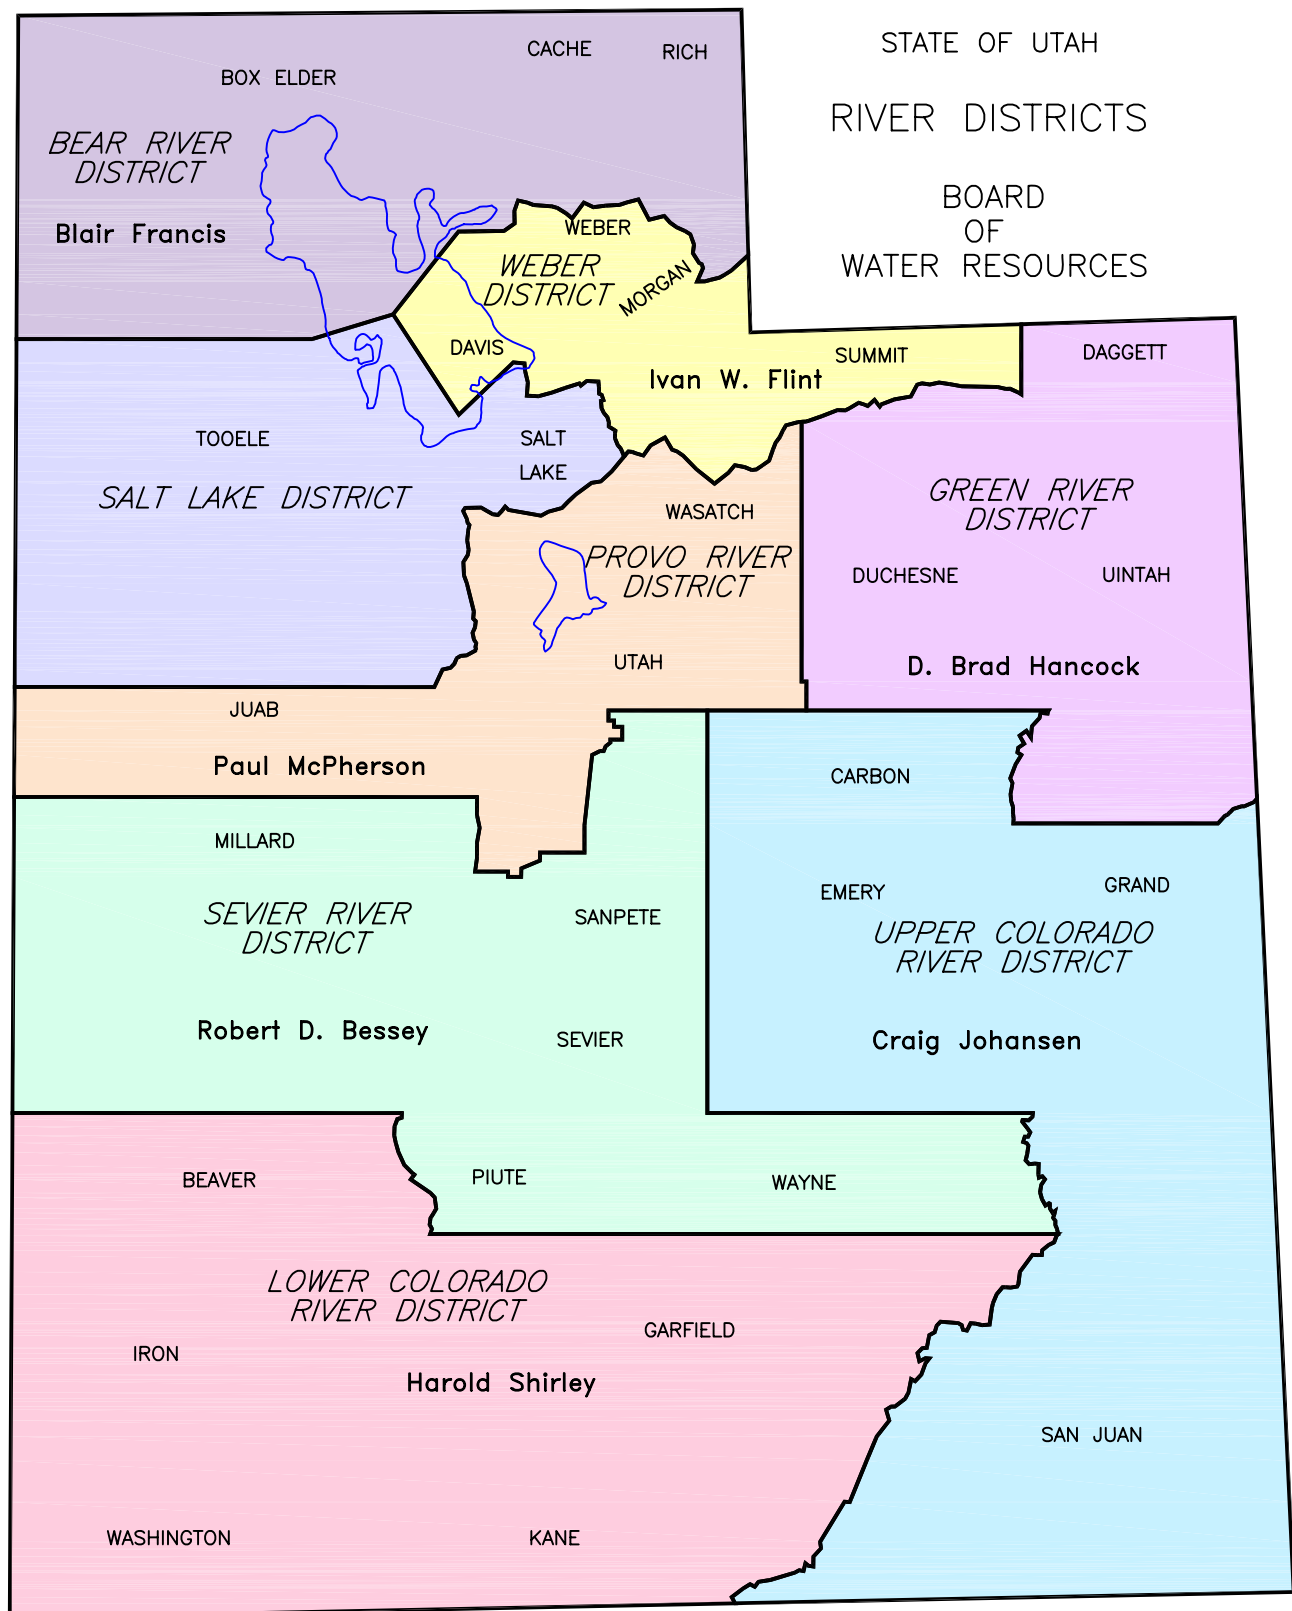 STATE OF UTAH
RIVER DISTRICTS
BOARD
OF
WATER RESOURCES
CACHE
RICH
BOX ELDER
BEAR RIVER
DISTRICT
Blair Francis
WEBER
WEBER
DISTRICT
MORGAN
DAVIS
SUMMIT
Ivan W. Flint
DAGGETT
TOOELE
SALT
LAKE
SALT LAKE DISTRICT
GREEN RIVER
DISTRICT
WASATCH
PROVO RIVER
DISTRICT
DUCHESNE
UINTAH
UTAH
D. Brad Hancock
JUAB
Paul McPherson
CARBON
MILLARD
EMERY
GRAND
SEVIER RIVER
DISTRICT
SANPETE
UPPER COLORADO
RIVER DISTRICT
Robert D. Bessey
SEVIER
Craig Johansen
BEAVER
PIUTE
WAYNE
LOWER COLORADO
RIVER DISTRICT
GARFIELD
IRON
Harold Shirley
SAN JUAN
WASHINGTON
KANE